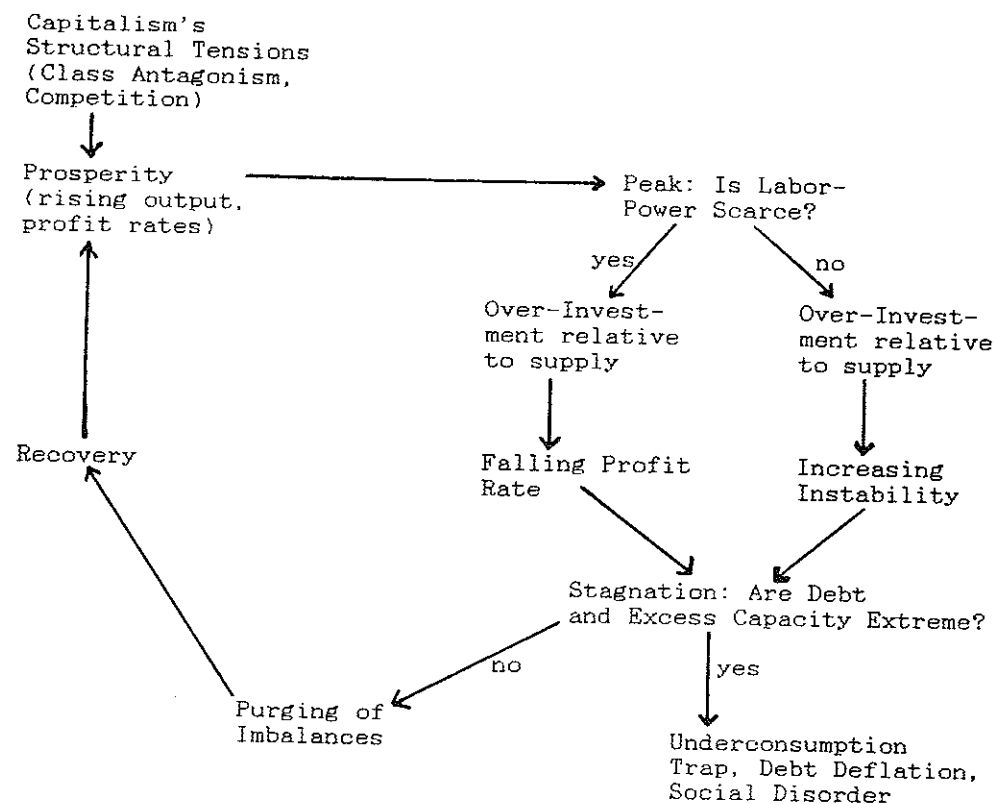 Capitalism's
Structural Tensions
(Class Antagonism,
Competition)
Prosperity
(rising output,
profit rates)
Peak: Is Labor-
Power Scarce?
yes
no
Over-Invest-
ment relative
to supply
Over-Invest-
ment relative
to supply
Falling Profit
Rate
Increasing
Instability
Recovery
Stagnation: Are Debt
and Excess Capacity Extreme?
no
yes
Purging of
Imbalances
Underconsumption
Trap, Debt Deflation,
Social Disorder